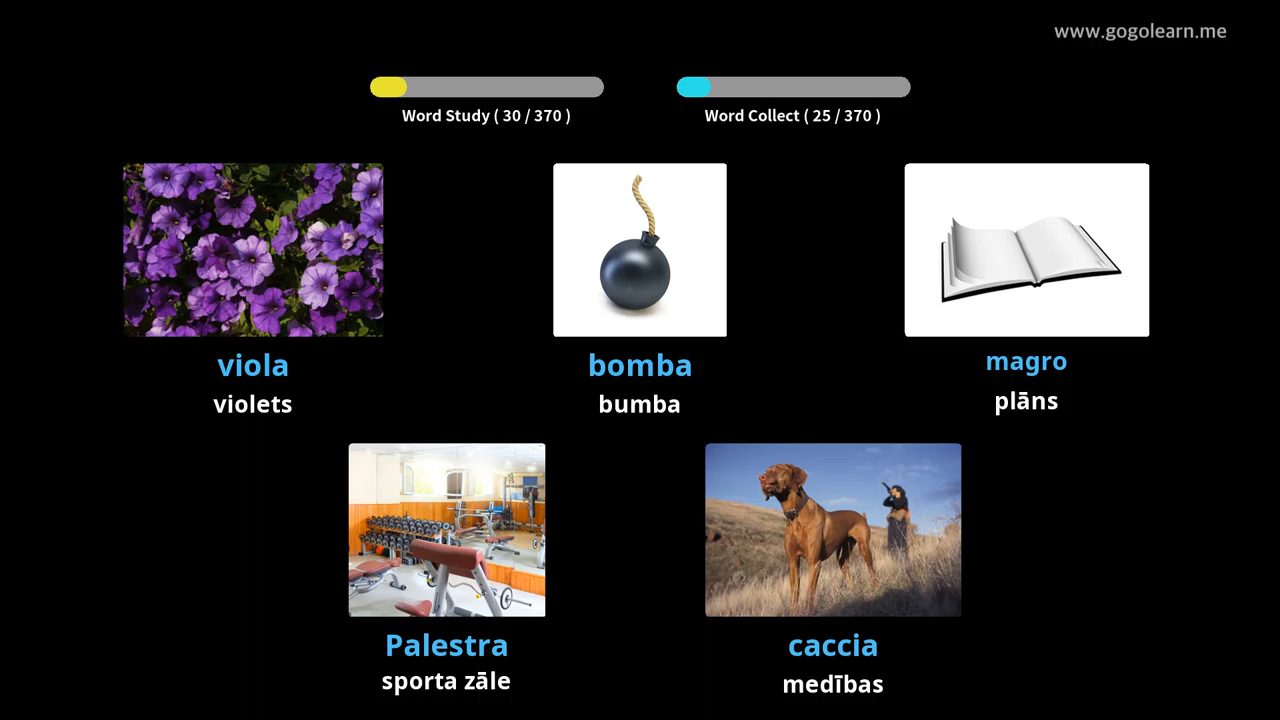 www.gogolearn.me
Word Study ( 30 / 370 )
Word Collect ( 25 / 370 )
viola
violets
bomba
bumba
magro
plāns
Palestra
sporta zāle
caccia
medības